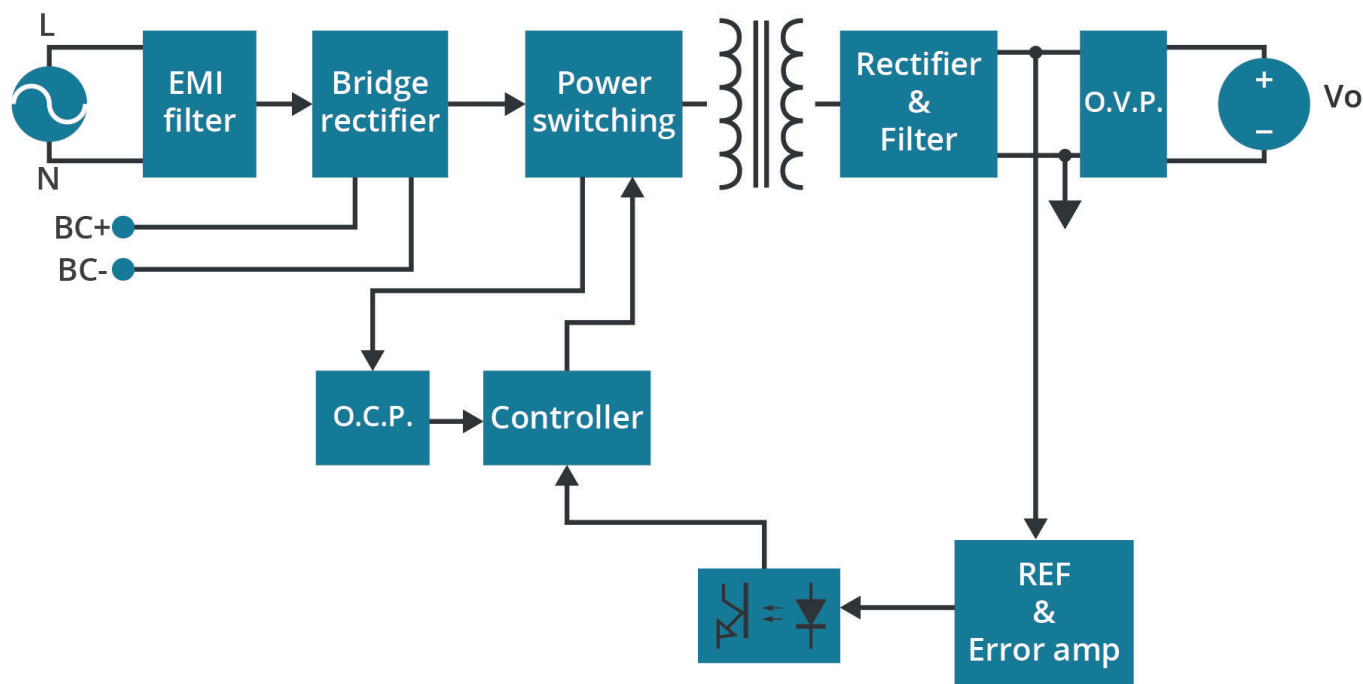 L
N
EMI
filter
Bridge
rectifier
Power
switching
Rectifier
&
Filter
O.V.P.
+
−
Vo
BC+
BC-
O.C.P.
Controller
REF
&
Error amp